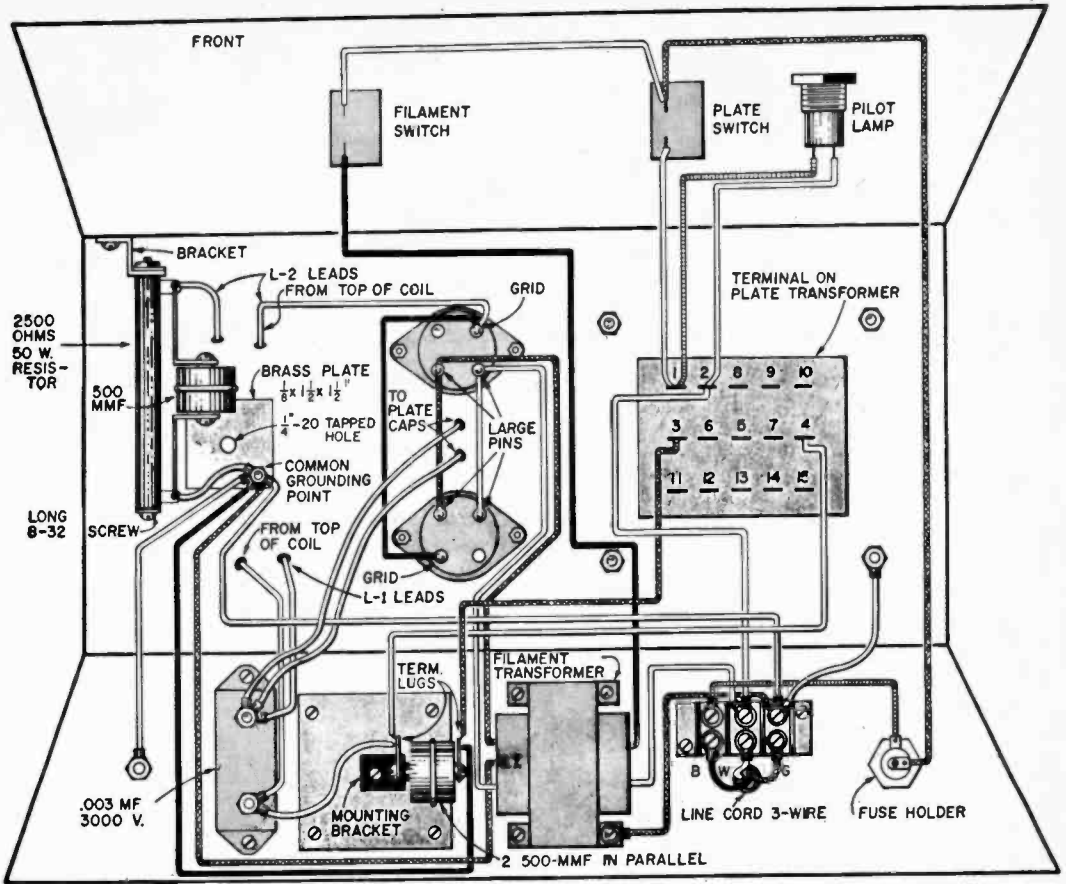 FRONT
FILAMENT
SWITCH
PLATE
SWITCH
PILOT
LAMP
BRACKET
L-2 LEADS
FROM TOP OF COIL
GRID
TERMINAL ON
PLATE TRANSFORMER
2500
OHMS
50 W.
RESIS-
TOR
500
MMF
BRASS PLATE
1/8 x 1 1/2 x 1 1/2"
1/4"-20 TAPPED
HOLE
TO
PLATE
CAPS
LARGE
PINS
1 2 8 9 10
3 6 5 7 4
11 12 13 14 15
COMMON
GROUNDING
POINT
LONG
8-32
SCREW
FROM TOP
OF COIL
GRID
L-1 LEADS
TERM.
LUGS
FILAMENT
TRANSFORMER
B W G
LINE CORD 3-WIRE
FUSE HOLDER
.003 MF
3000 V.
MOUNTING
BRACKET
2 500-MMF IN PARALLEL